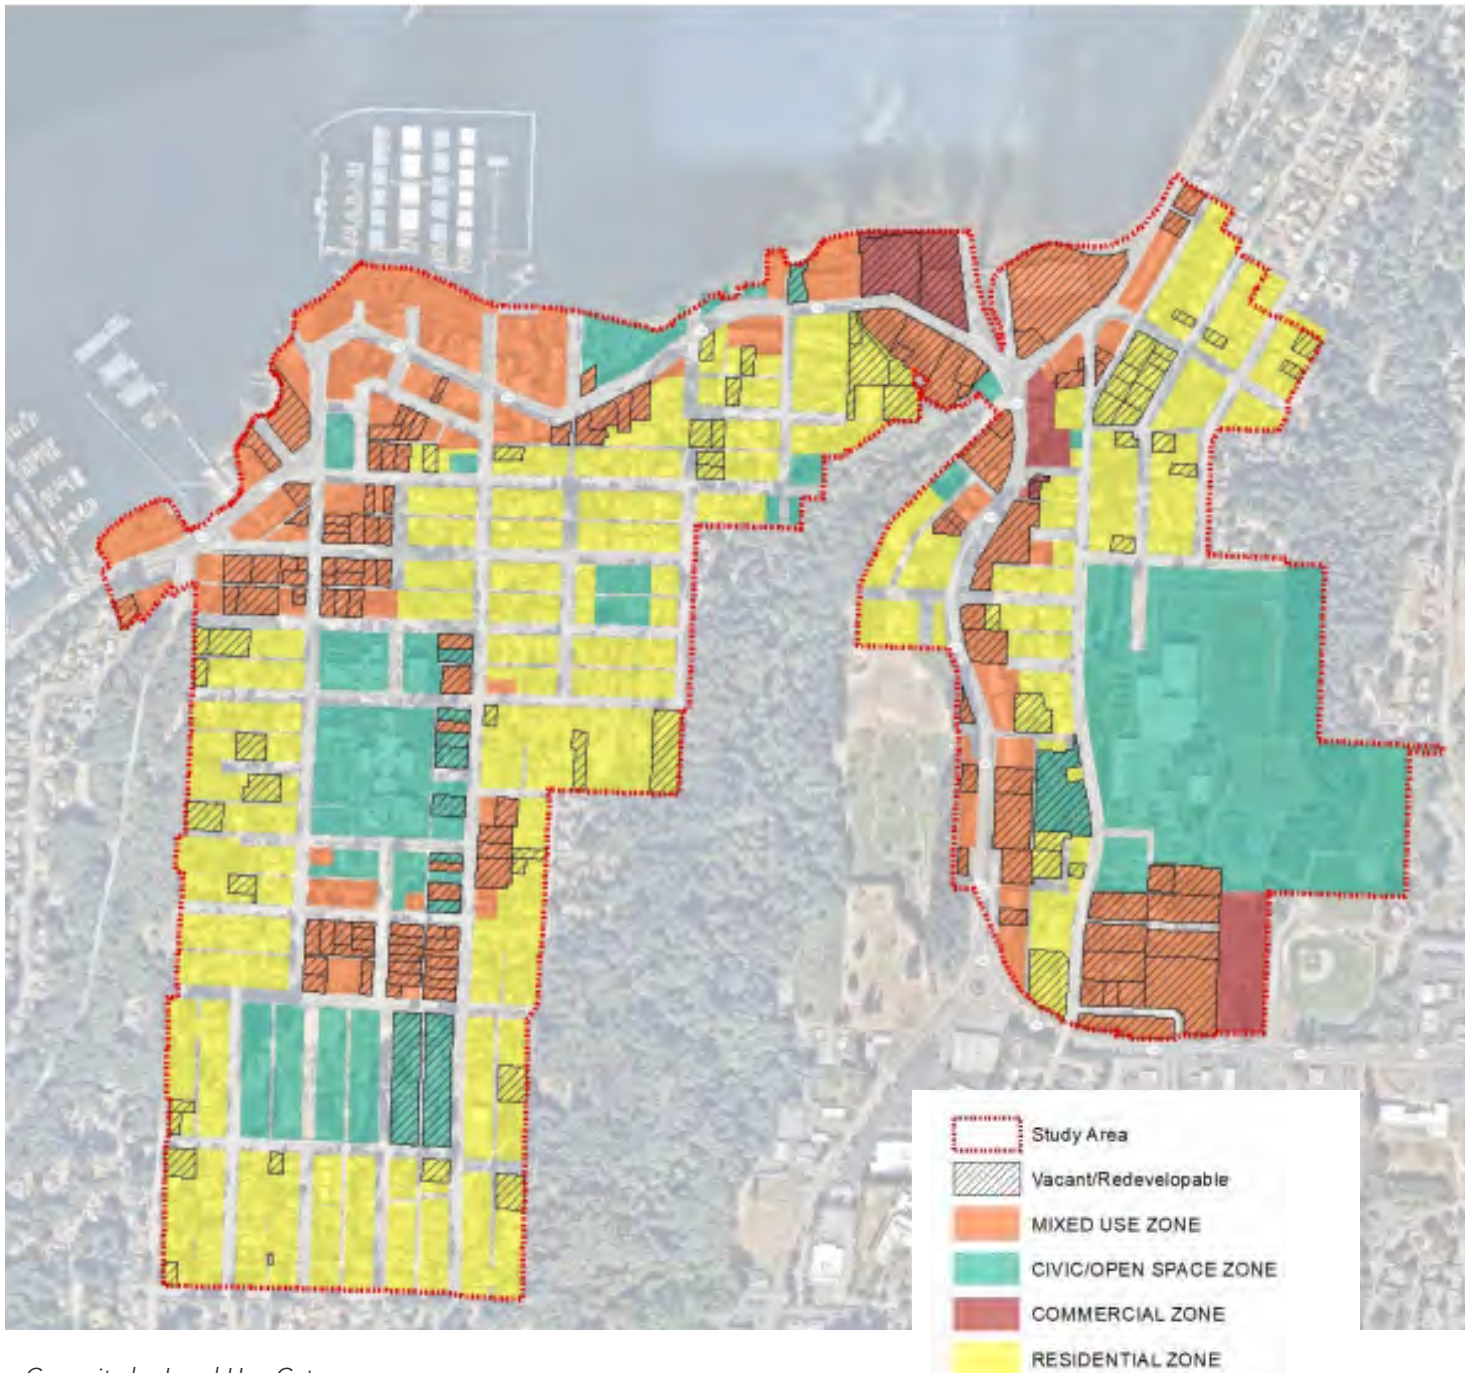 Study Area
Vacant/Redevelopable
MIXED USE ZONE
CIVIC/OPEN SPACE ZONE
COMMERCIAL ZONE
RESIDENTIAL ZONE